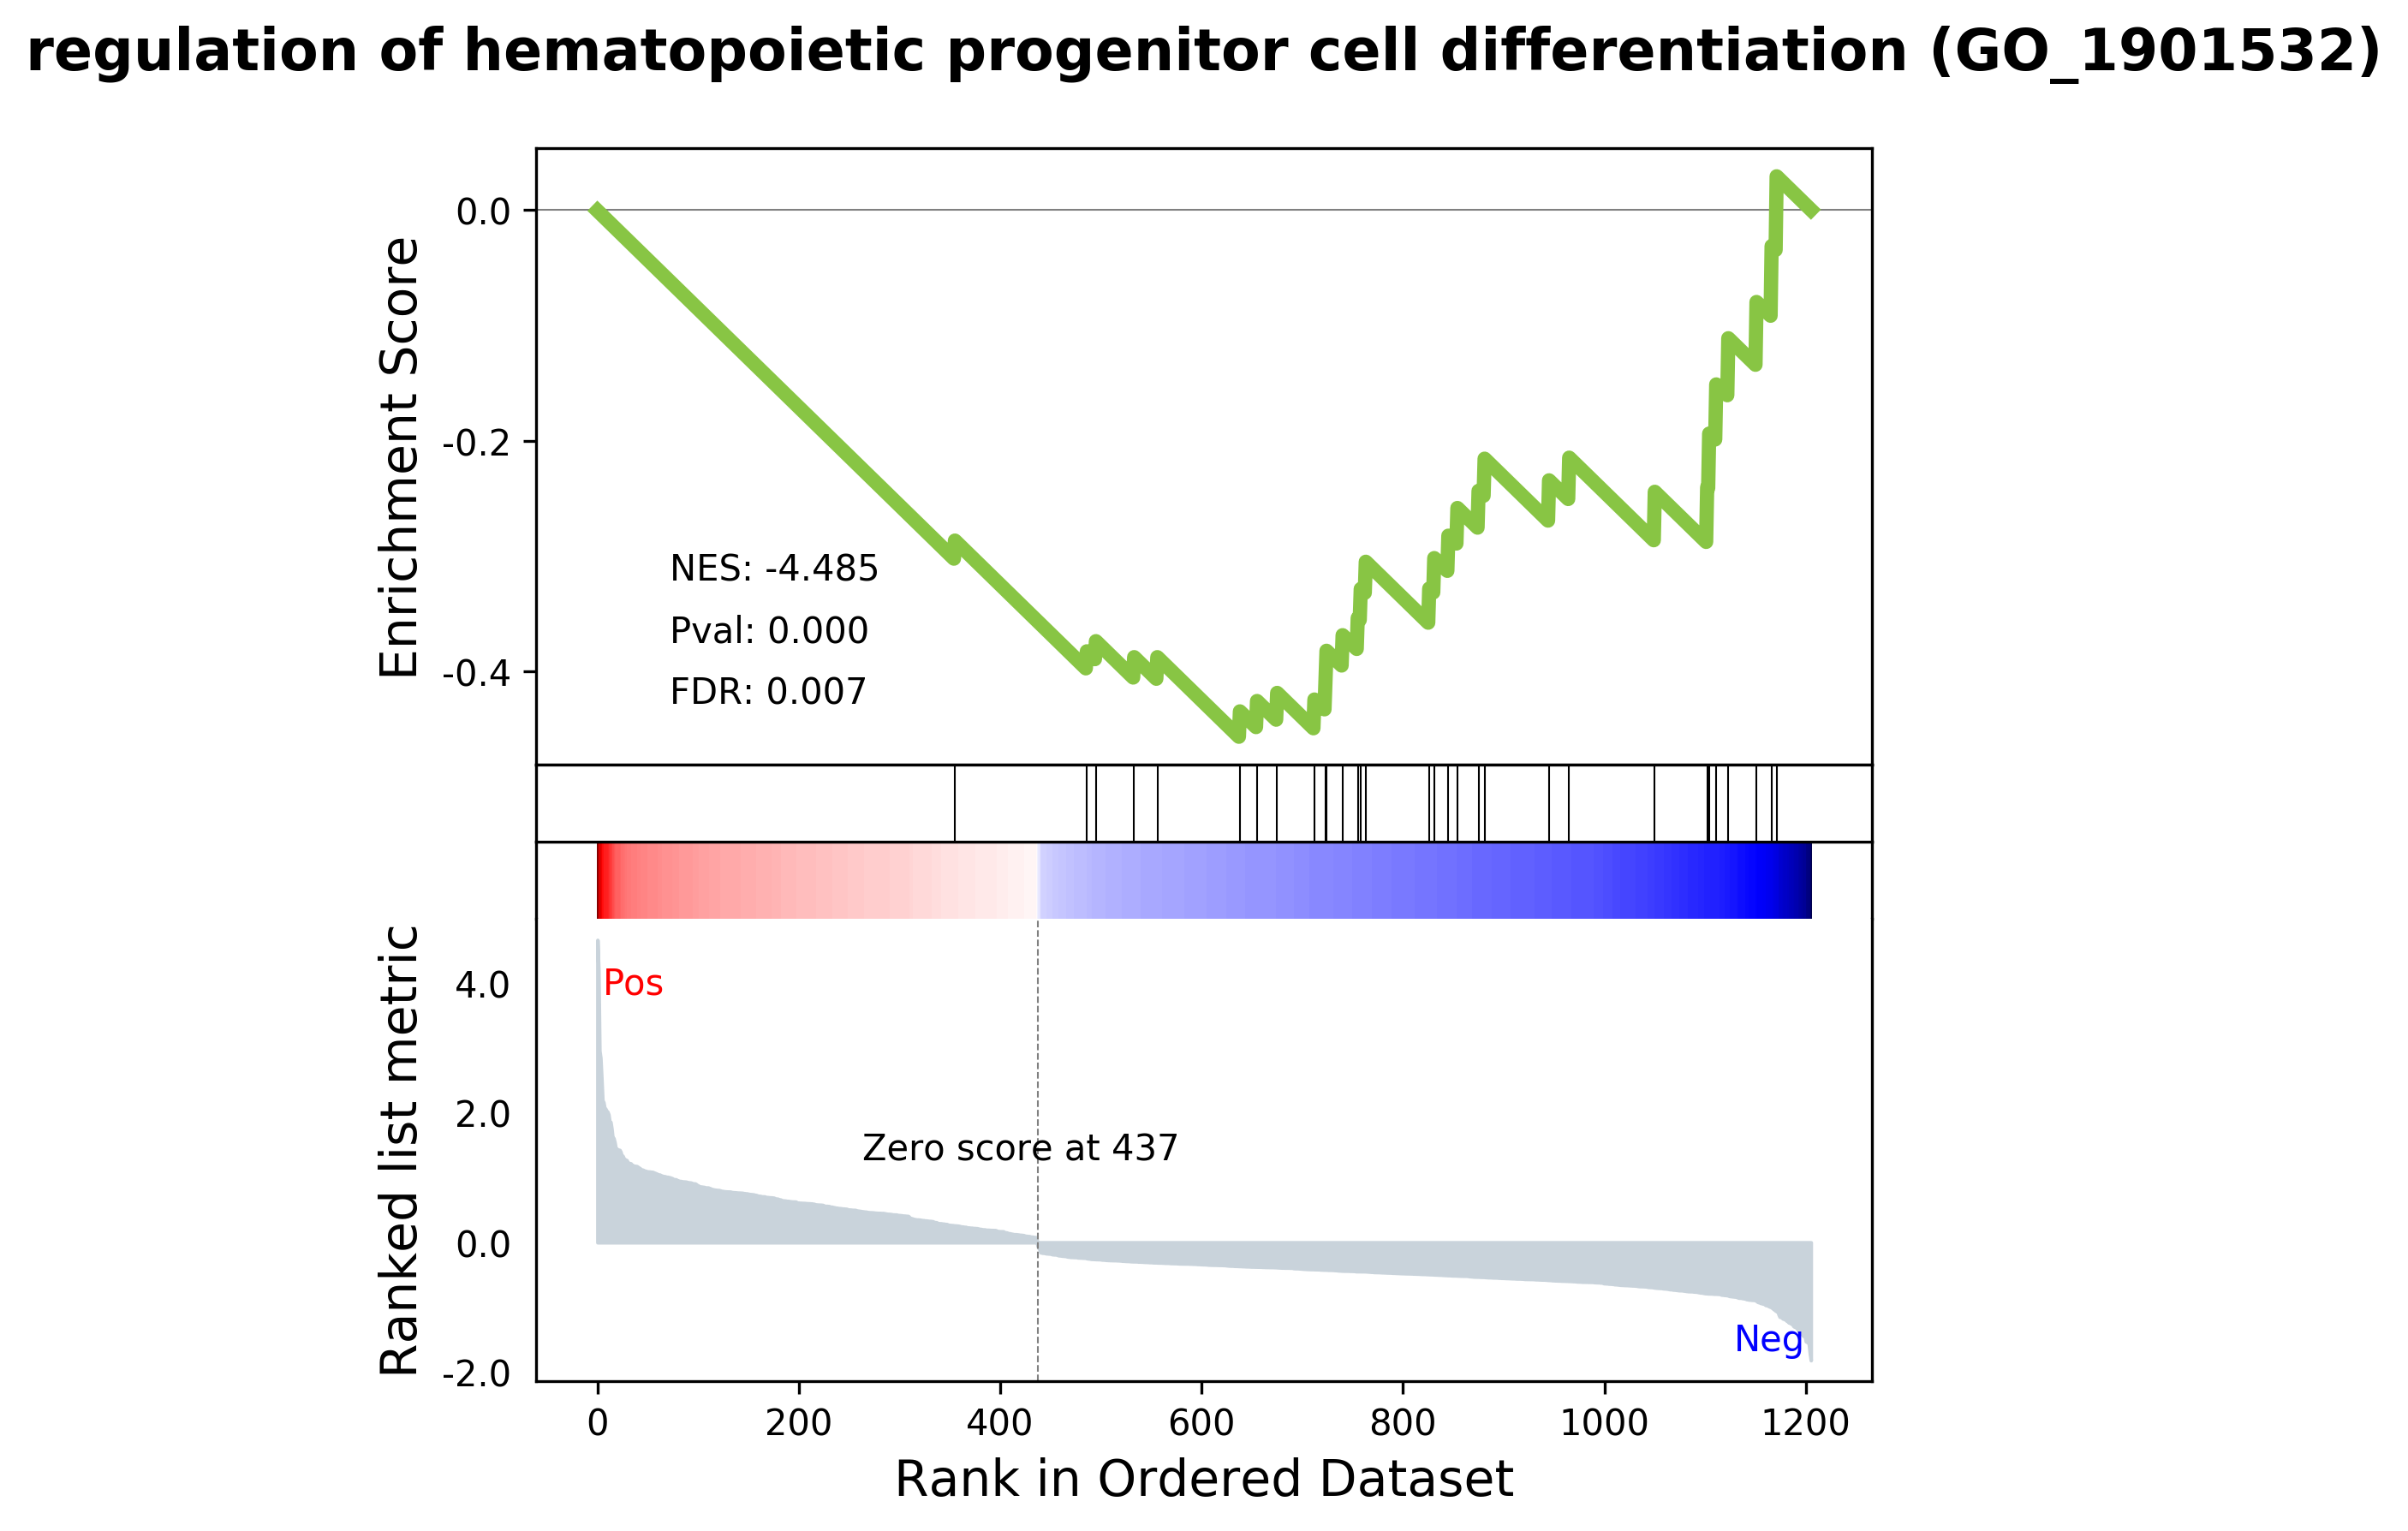 regulation of hematopoietic progenitor cell differentiation (GO_1901532)
Enrichment Score
0.0
-0.2
-0.4
NES: -4.485
Pval: 0.000
FDR: 0.007
Ranked list metric
4.0
2.0
0.0
-2.0
Pos
Zero score at 437
Neg
0 200 400 600 800 1000 1200
Rank in Ordered Dataset